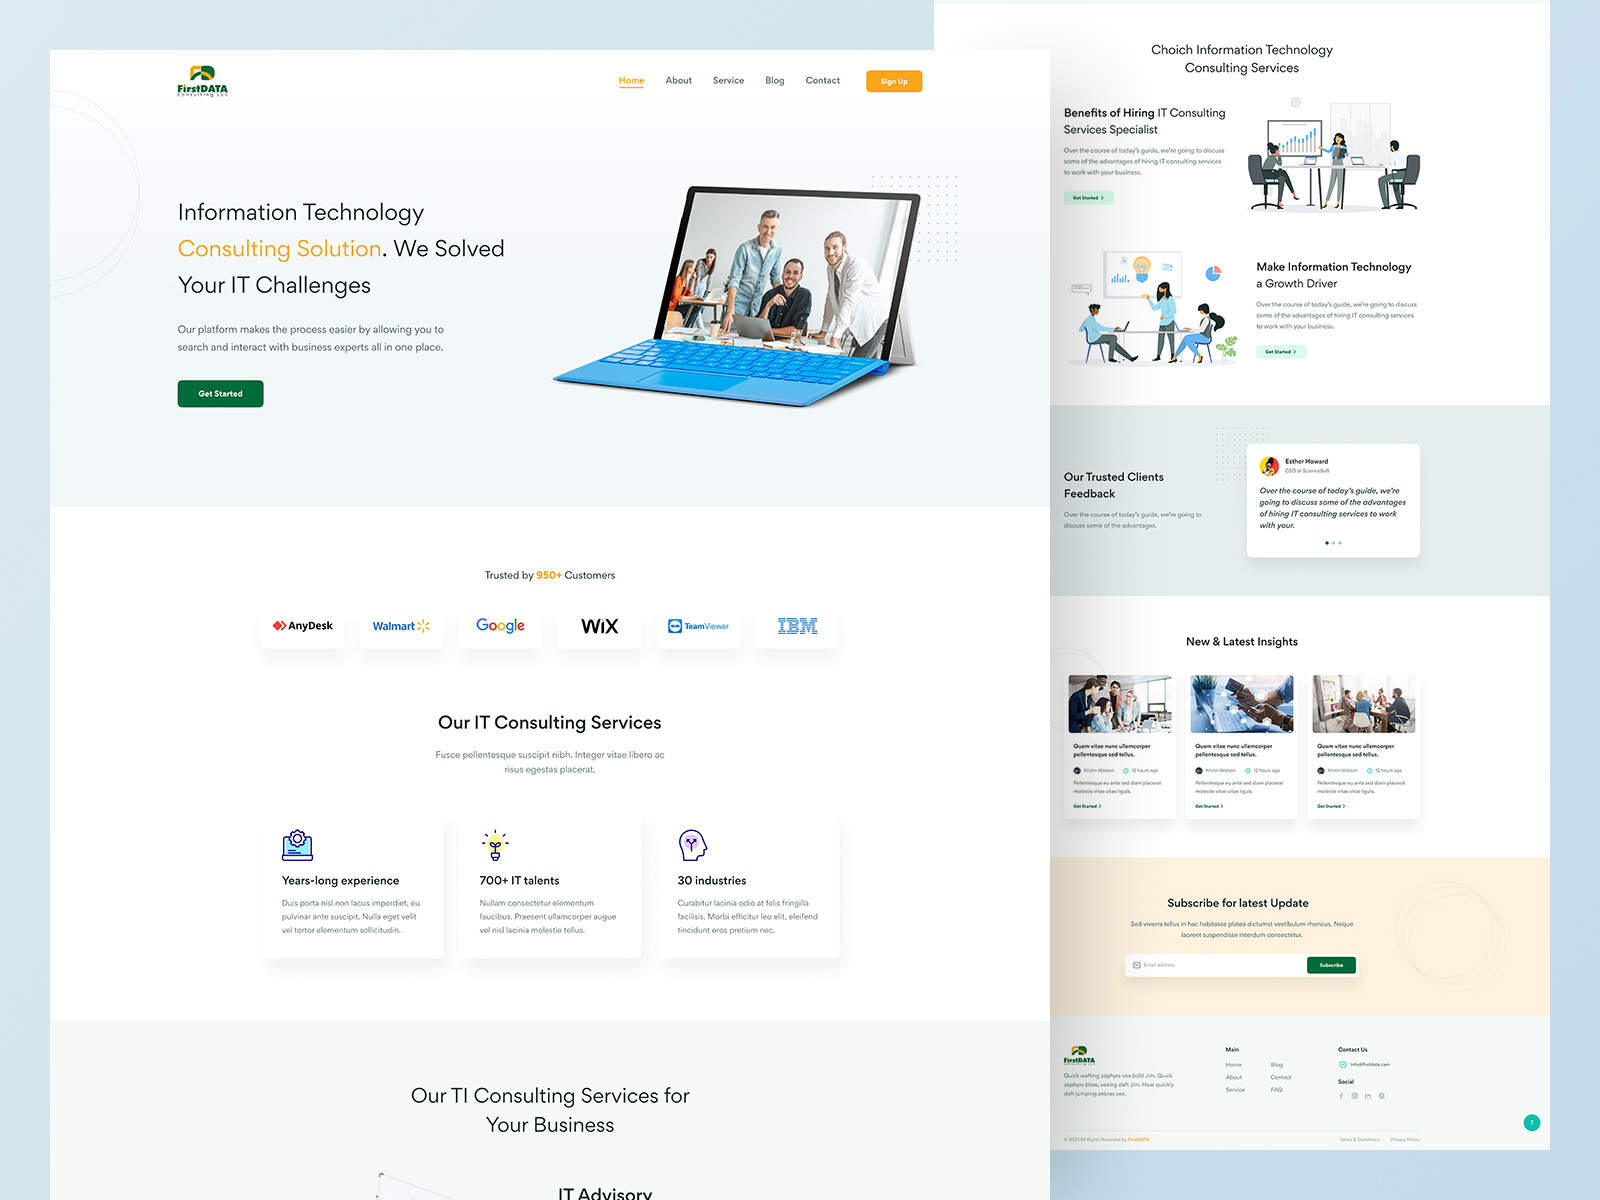 FirstDATA
Consulting LLC
Home
About
Service
Blog
Contact
Sign Up
Information Technology
Consulting Solution. We Solved
Your IT Challenges
Our platform makes the process easier by allowing you to
search and interact with business experts all in one place.
Get Started
Trusted by 950+ Customers
AnyDesk
Walmart
Google
WiX
TeamViewer
IBM
Our IT Consulting Services
Fusce pellentesque suscipit nibh. Integer vitae libero ac
risus egestas placerat.
Years-long experience
Duis porta nisl non lacus imperdiet, eu
pulvinar ante suscipit. Nulla eget velit
vel tortor elementum sollicitudin.
700+ IT talents
Nullam consectetur elementum
faucibus. Praesent ullamcorper augue
vel nisl lacinia molestie tellus.
30 industries
Curabitur lacinia odio at felis fringilla
facilisis. Morbi efficitur leo elit, eleifend
tincidunt eros pretium nec.
Our TI Consulting Services for
Your Business
IT Advisory
Choich Information Technology
Consulting Services
Benefits of Hiring IT Consulting
Services Specialist
Over the course of today's guide, we're going to discuss
some of the advantages of hiring IT consulting services
to work with your business.
Get Started
Make Information Technology
a Growth Driver
Over the course of today's guide, we're going to discuss
some of the advantages of hiring IT consulting services
to work with your business.
Get Started
Our Trusted Clients
Feedback
Over the course of today's guide, we're going to
discuss some of the advantages.
Esther Howard
CEO at ScienceSoft
Over the course of today's guide, we're
going to discuss some of the advantages
of hiring IT consulting services to work
with your.
New & Latest Insights
Quam vitae nunc ullamcorper
pellentesque sed tellus.
Kristin Watson
12 hours ago
Pellentesque eu ante sed diam placerat
molestie vitae vitae ligula.
Get Started
Quam vitae nunc ullamcorper
pellentesque sed tellus.
Kristin Watson
12 hours ago
Pellentesque eu ante sed diam placerat
molestie vitae vitae ligula.
Get Started
Quam vitae nunc ullamcorper
pellentesque sed tellus.
Kristin Watson
12 hours ago
Pellentesque eu ante sed diam placerat
molestie vitae vitae ligula.
Get Started
Subscribe for latest Update
Sed viverra tellus in hac habitasse platea dictumst vestibulum rhoncus. Neque
laoreet suspendisse interdum consectetur.
Email address
Subscribe
FirstDATA
Consulting LLC
Quick wafting zephyrs vex bold Jim. Quick
zephyrs blow, vexing daft Jim. How quickly
daft jumping zebras vex.
Main
Home
Blog
About
Contact
Service
FAQ
Contact Us
info@firstdata.com
Social
© 2021 All Rights Reserved by FirstDATA
Terms & Conditions
Privacy Policy